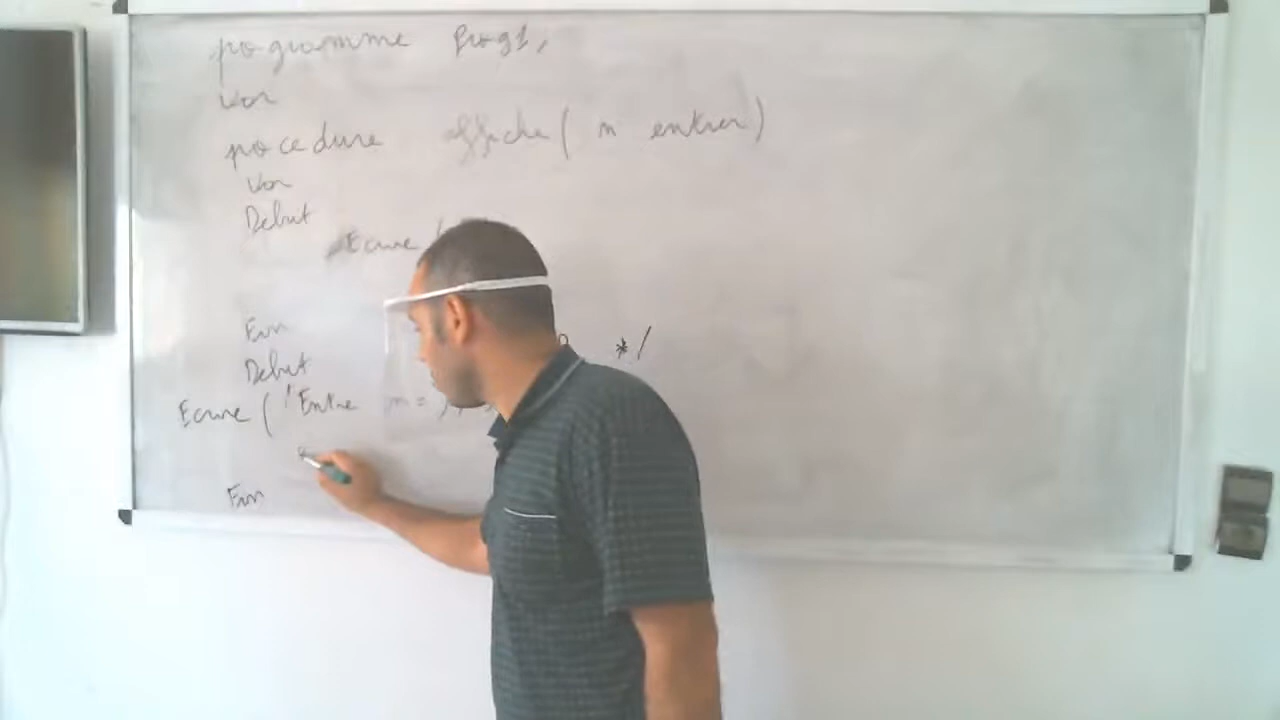 programme Prog1,
Var
procedure affiche( n entier)
Var
Debut
Ecrire (
Fin
*/
Debut
Ecrire ( 'Entre n =
Fin